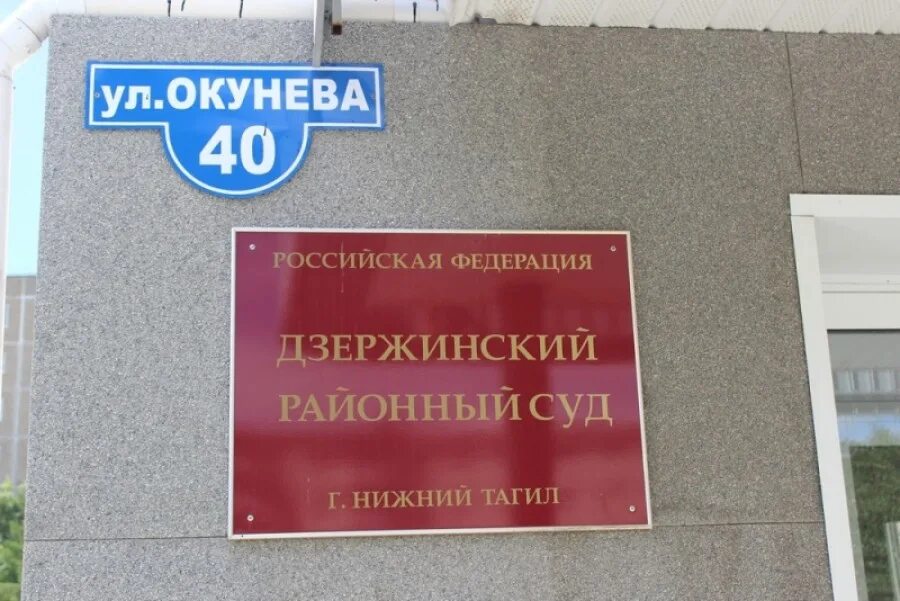 ул.ОКУНЕВА
40
РОССИЙСКАЯ ФЕДЕРАЦИЯ
ДЗЕРЖИНСКИЙ
РАЙОННЫЙ СУД
Г. НИЖНИЙ ТАГИЛ